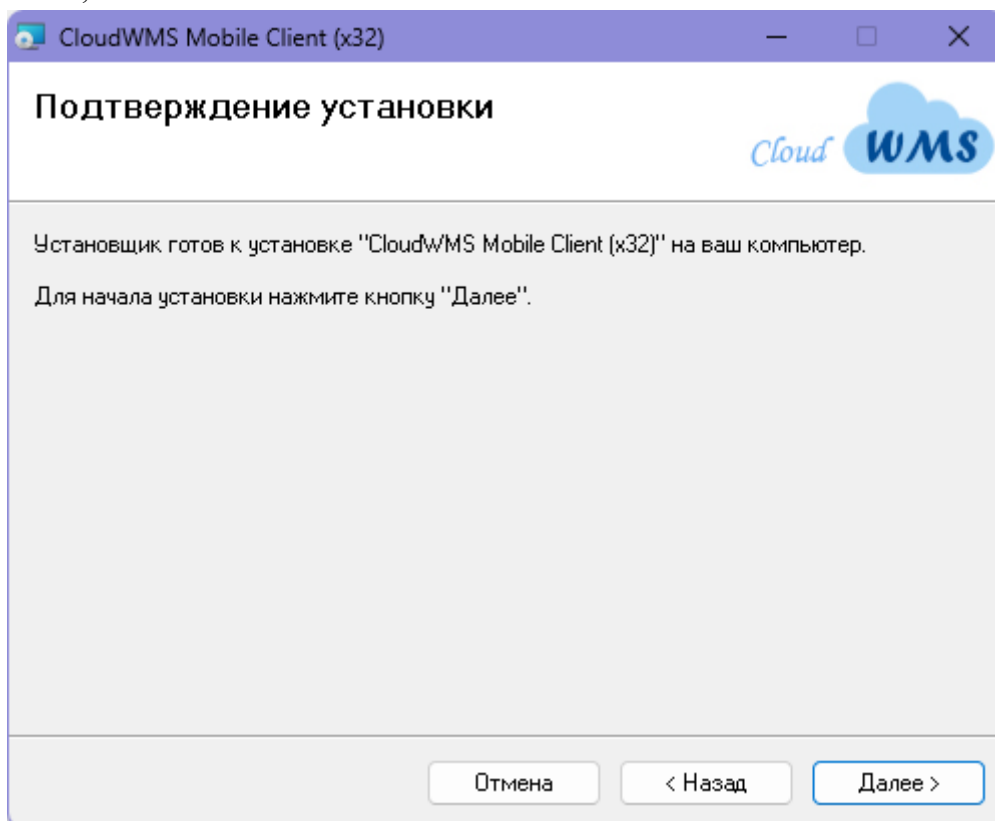 CloudWMS Mobile Client (x32)
Подтверждение установки
Cloud WMS
Установщик готов к установке "CloudWMS Mobile Client (x32)" на ваш компьютер.
Для начала установки нажмите кнопку "Далее".
Отмена
< Назад
Далее >